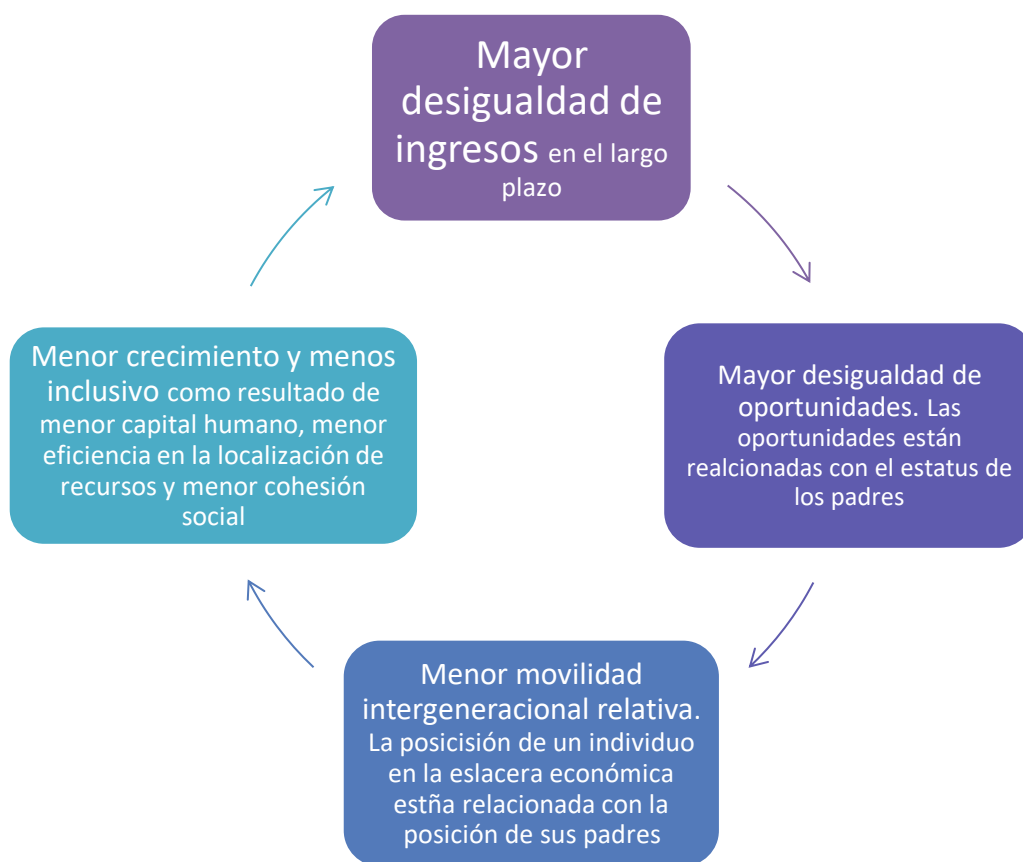 Mayor
desigualdad de
ingresos en el largo
plazo
Mayor desigualdad de
oportunidades. Las
oportunidades están
realcionadas con el estatus de
los padres
Menor movilidad
intergeneracional relativa.
La posicisión de un individuo
en la eslacera económica
estña relacionada con la
posición de sus padres
Menor crecimiento y menos
inclusivo como resultado de
menor capital humano, menor
eficiencia en la localización de
recursos y menor cohesión
social